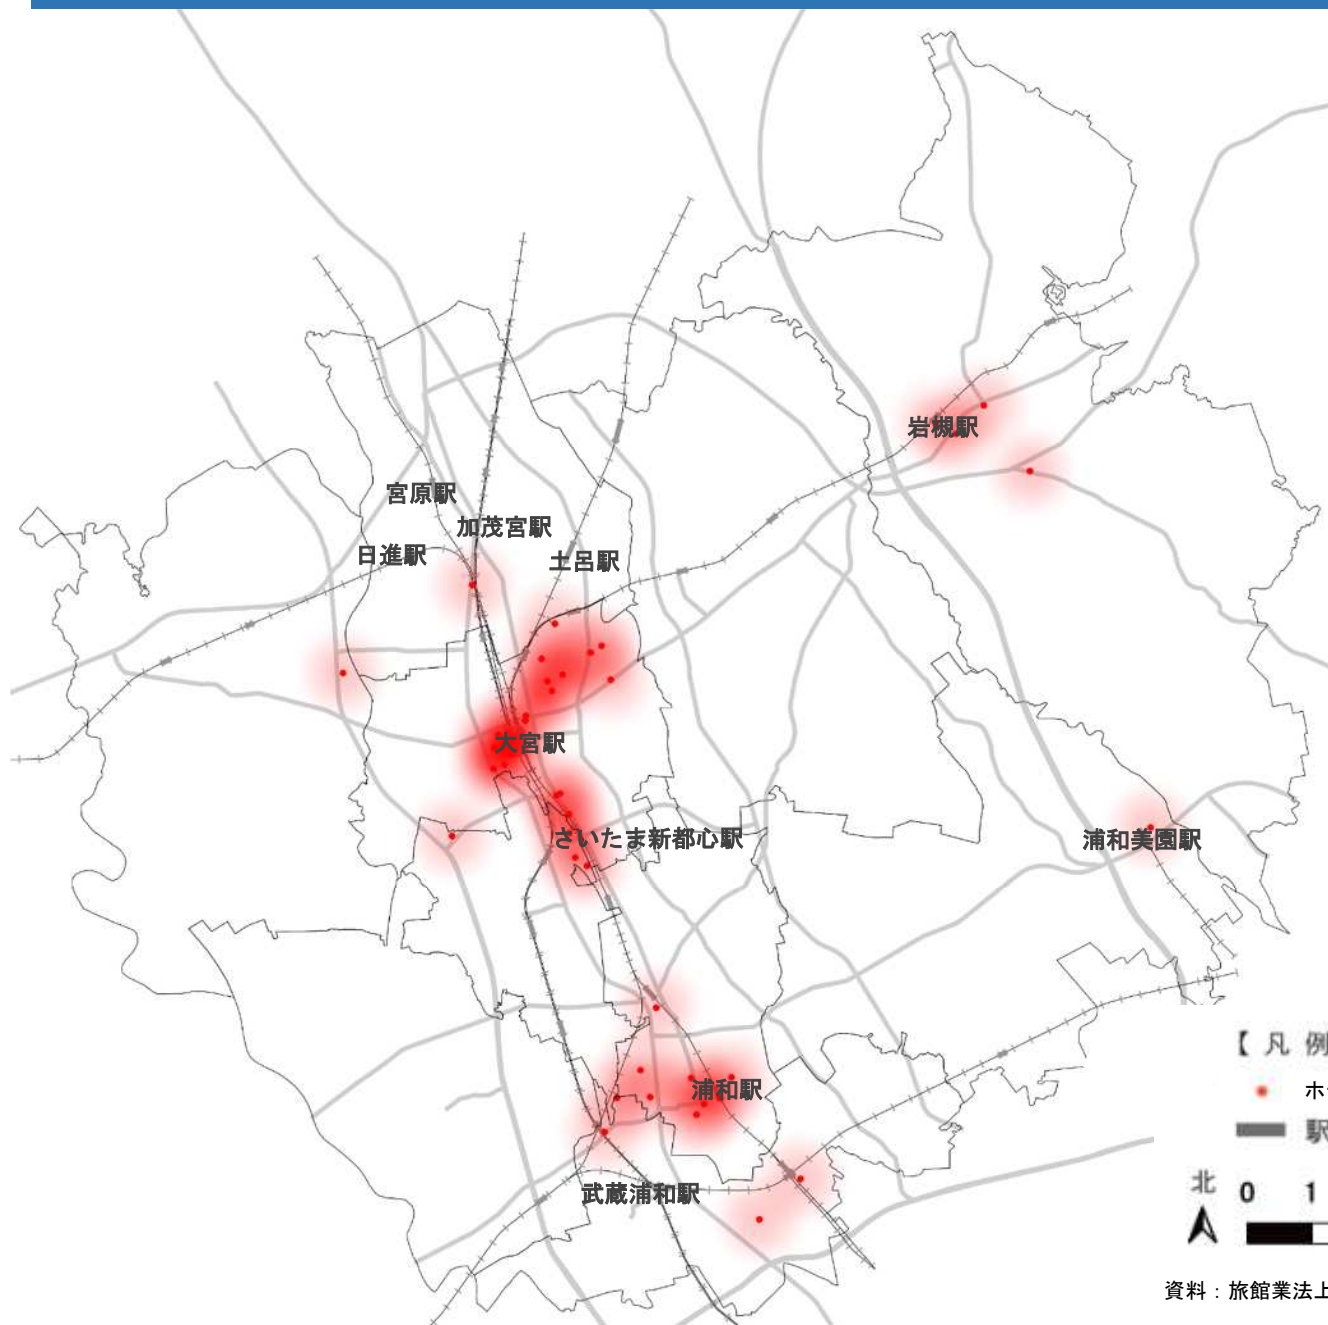 岩槻駅
宮原駅
加茂宮駅
日進駅
土呂駅
大宮駅
さいたま新都心駅
浦和美園駅
【 凡 例
ホ
浦和駅
駅
武蔵浦和駅
北 0 1
資料：旅館業法上